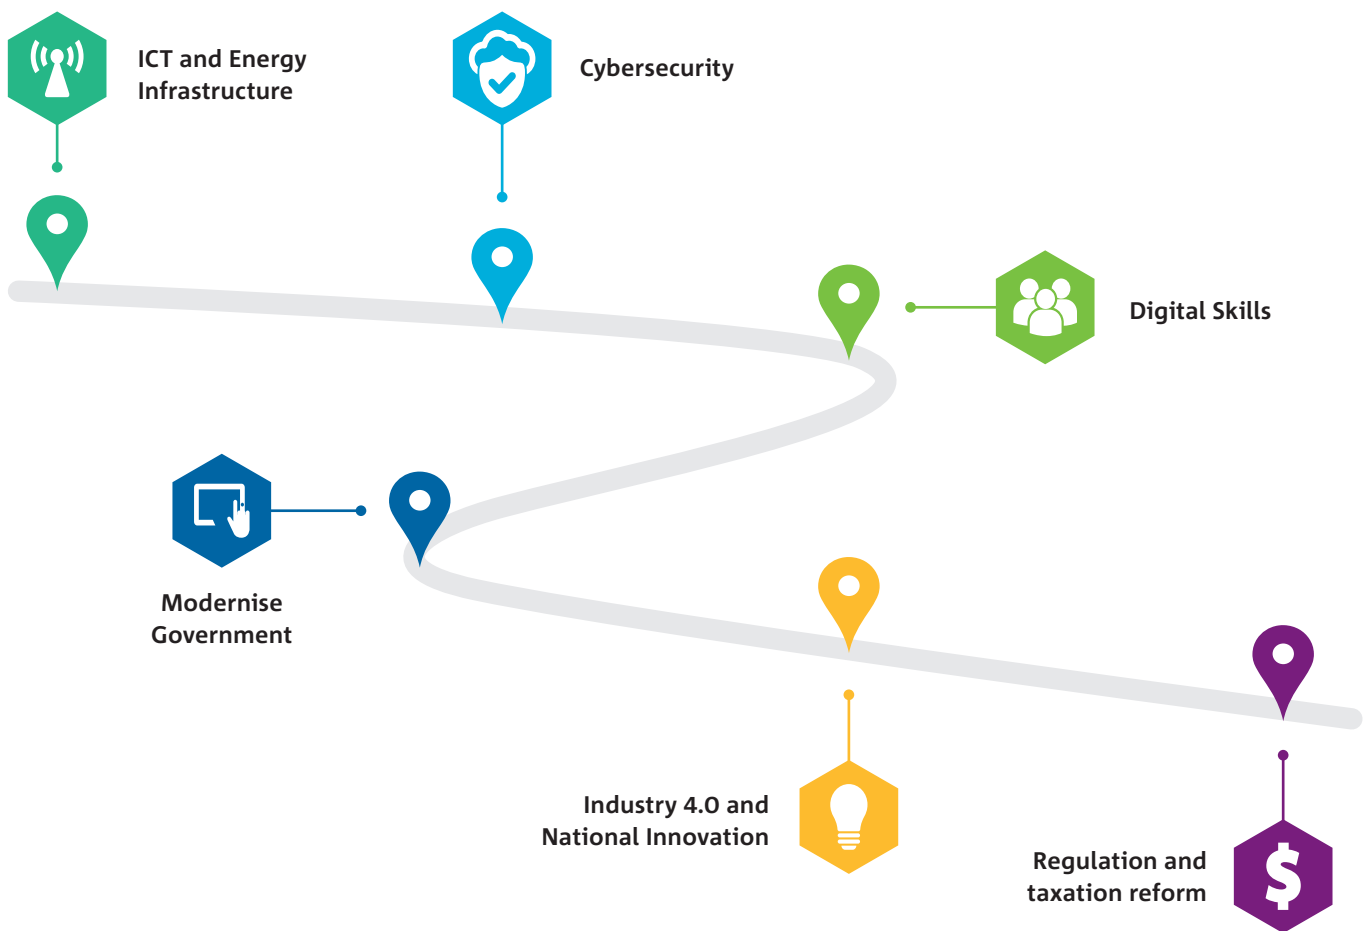 ICT and Energy
Infrastructure
Cybersecurity
Digital Skills
Modernise
Government
Industry 4.0 and
National Innovation
Regulation and
taxation reform
$